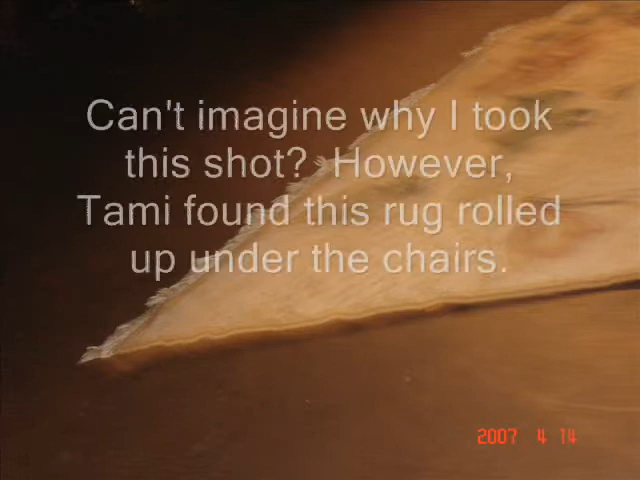 Can't imagine why I took
this shot?  However,
Tami found this rug rolled
up under the chairs.
2007 4 14